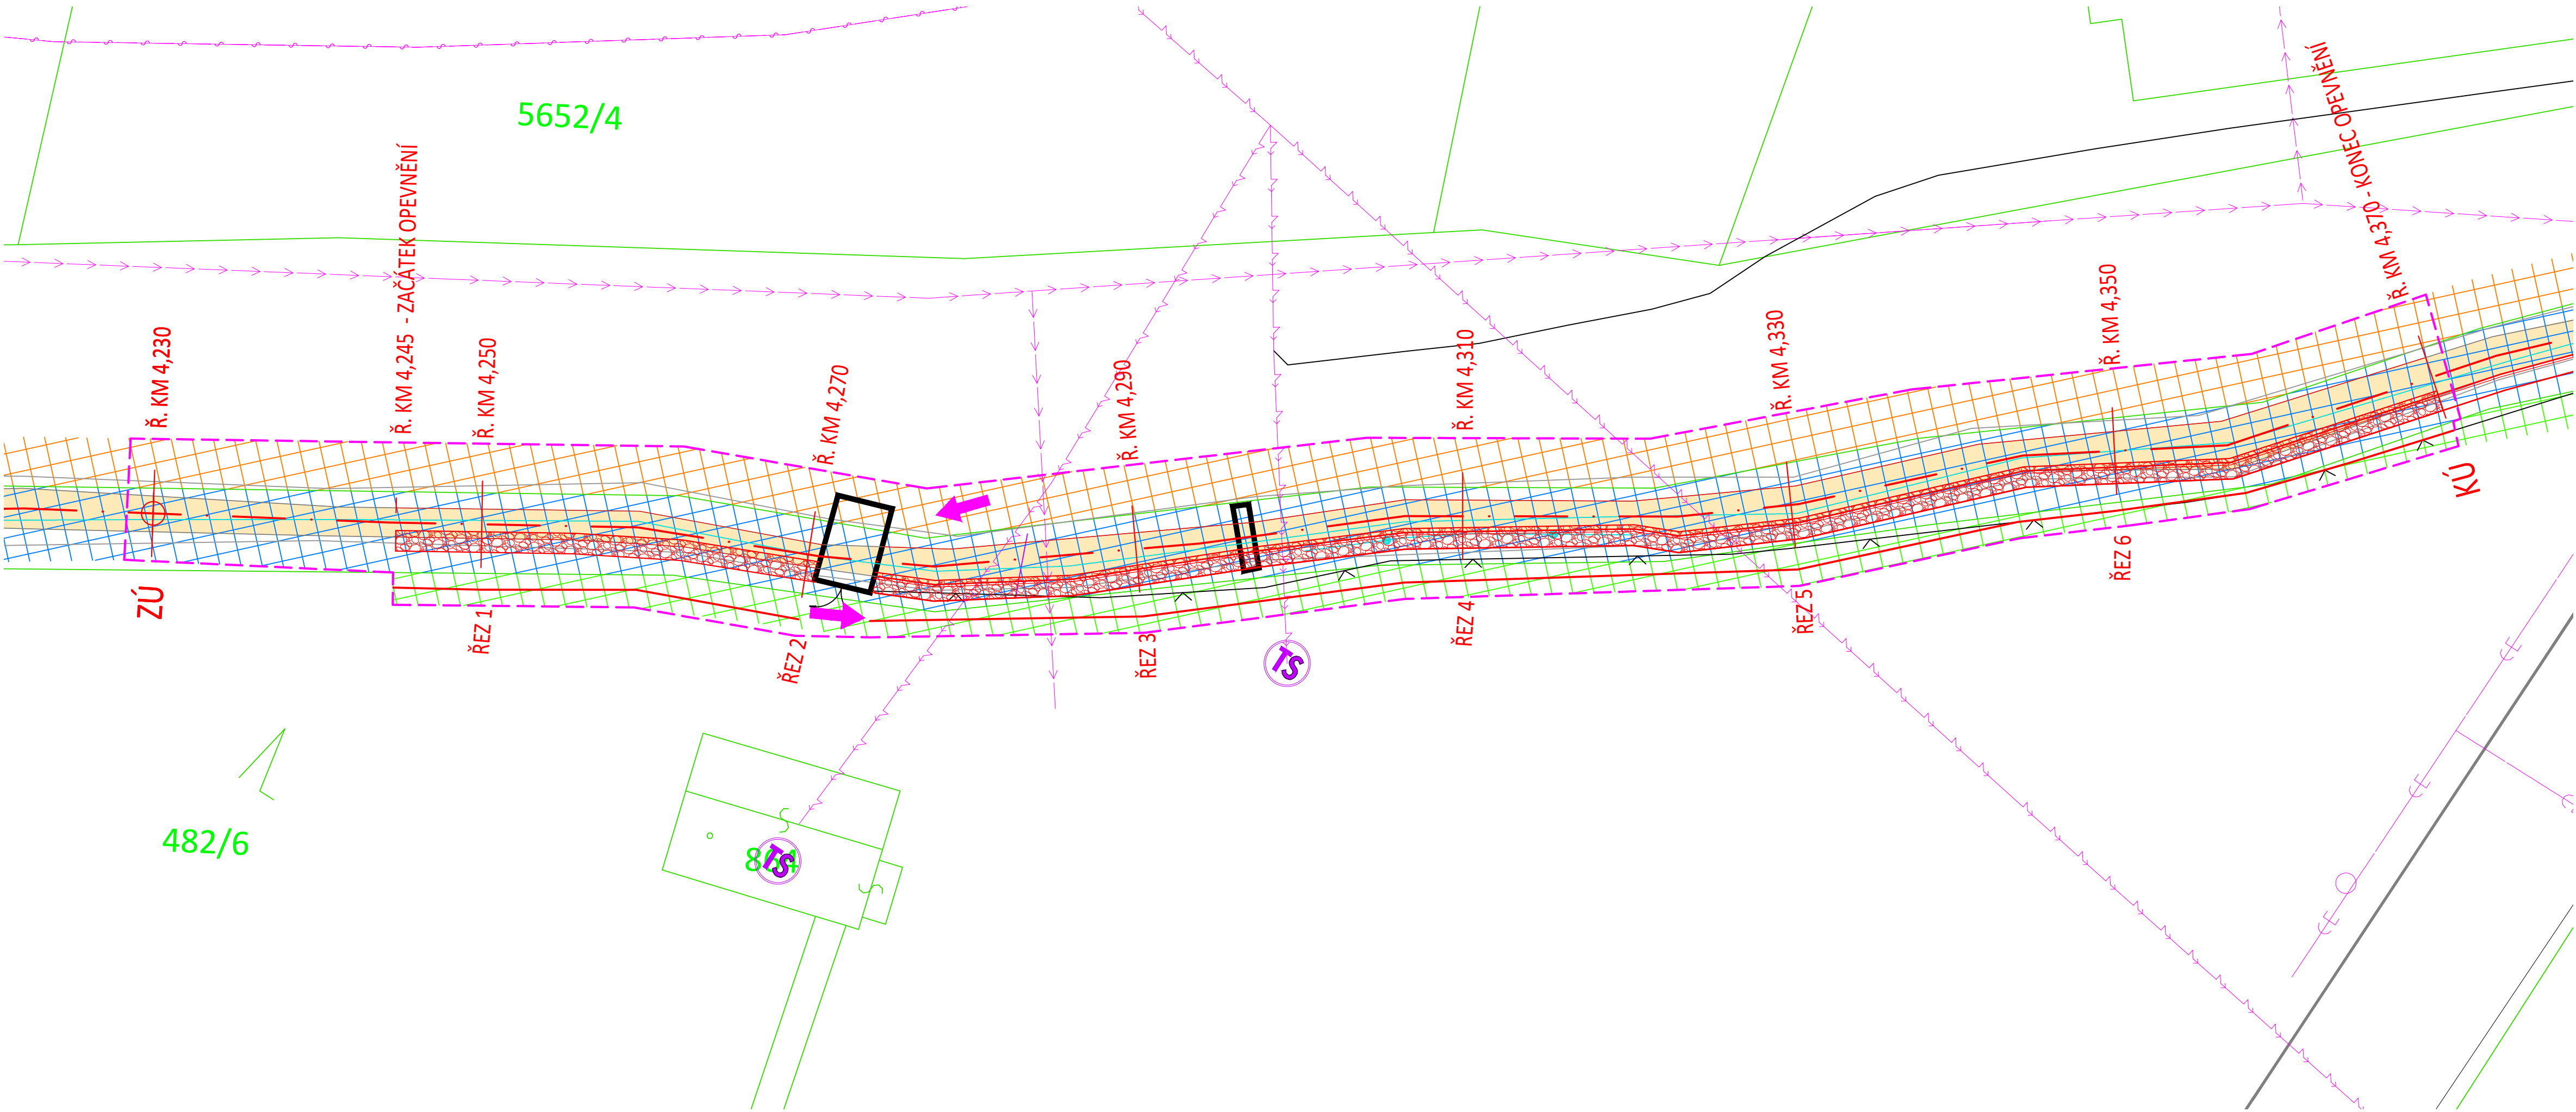 5652/4
Ř. KM 4,230
Ř. KM 4,245 - ZAČÁTEK OPEVNĚNÍ
Ř. KM 4,250
Ř. KM 4,270
Ř. KM 4,290
Ř. KM 4,310
Ř. KM 4,330
Ř. KM 4,350
Ř. KM 4,370 - KONEC OPEVNĚNÍ
ZÚ
ŘEZ 1
ŘEZ 2
ŘEZ 3
ŘEZ 4
ŘEZ 5
ŘEZ 6
KÚ
TS
482/6
864
TS